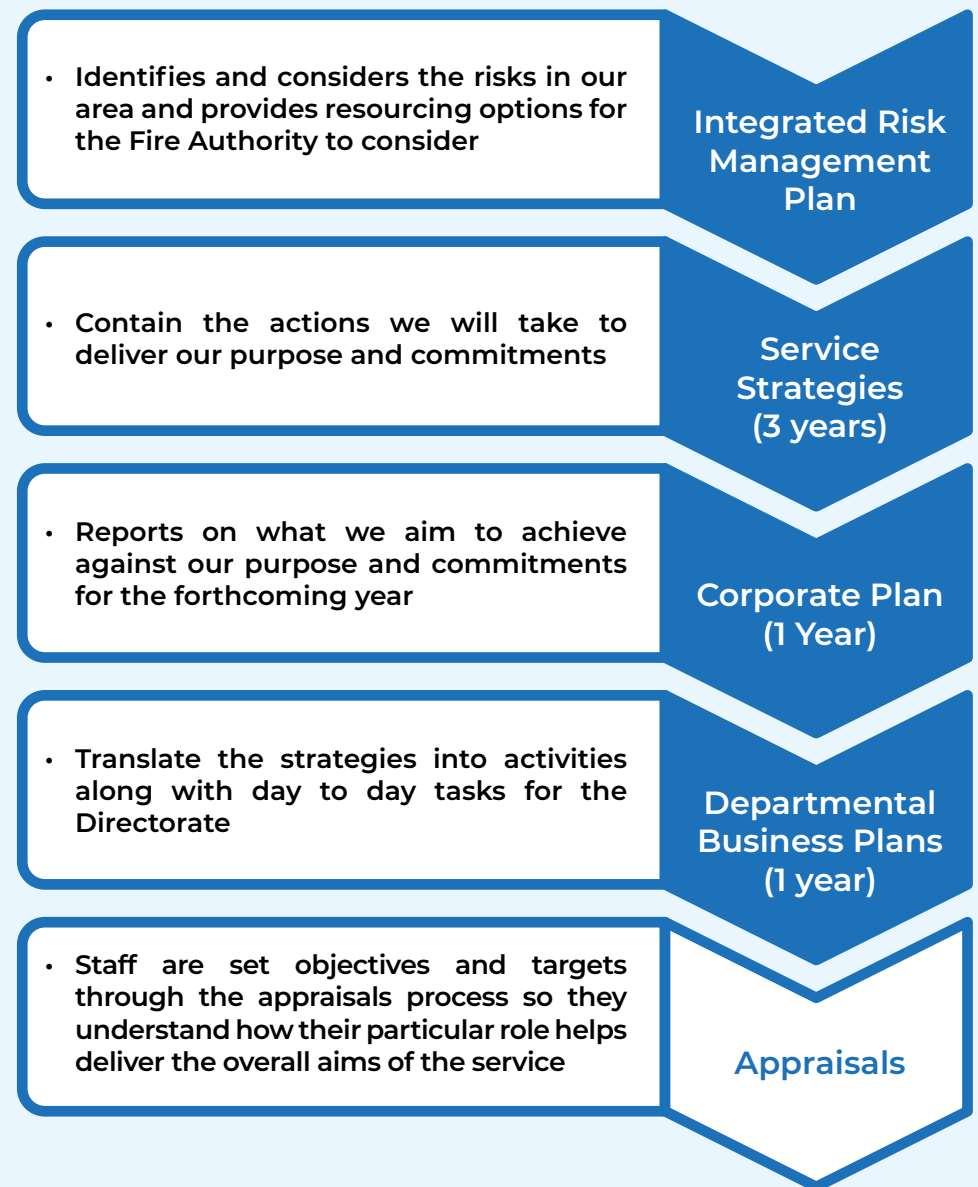 • Identifies and considers the risks in our
area and provides resourcing options for
the Fire Authority to consider
Integrated Risk
Management
Plan
• Contain the actions we will take to
deliver our purpose and commitments
Service
Strategies
(3 years)
• Reports on what we aim to achieve
against our purpose and commitments
for the forthcoming year
Corporate Plan
(1 Year)
• Translate the strategies into activities
along with day to day tasks for the
Directorate
Departmental
Business Plans
(1 year)
• Staff are set objectives and targets
through the appraisals process so they
understand how their particular role helps
deliver the overall aims of the service
Appraisals